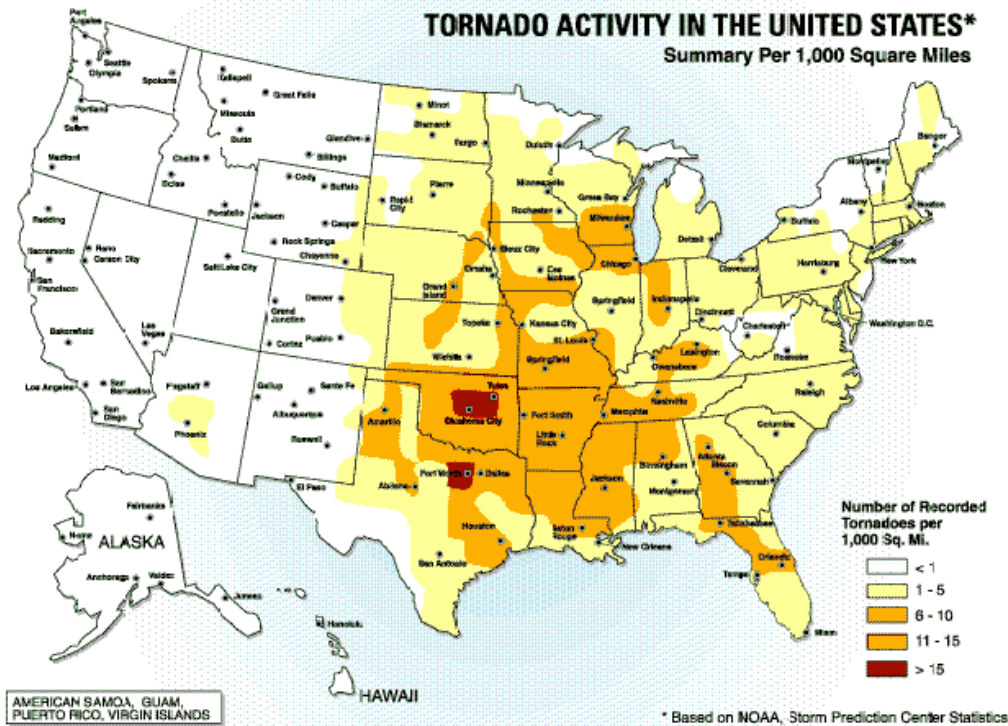 TORNADO ACTIVITY IN THE UNITED STATES*
Summary Per 1,000 Square Miles
Port Angeles
Seattle
Olympia
Spokane
Portland
Salem
Medford
Kalispell
Great Falls
Missoula
Butte
Glendive
Billings
Challis
Boise
Pocatello
Cody
Buffalo
Jackson
Casper
Rock Springs
Cheyenne
Minot
Bismarck
Fargo
Duluth
Pierre
Rapid City
Minneapolis
Rochester
Green Bay
Milwaukee
Detroit
Bangor
Montpelier
Albany
Boston
Buffalo
New York
Redding
Sacramento
San Francisco
Reno
Carson City
Salt Lake City
Bakersfield
Las Vegas
Los Angeles
San Bernadino
San Diego
Denver
Grand Junction
Cortez
Pueblo
Sioux City
Omaha
Des Moines
Grand Island
Chicago
Cleveland
Harrisburg
Springfield
Indianapolis
Cincinnati
Charleston
Roanoke
Washington D.C.
Topeka
Kansas City
St. Louis
Wichita
Springfield
Owensboro
Lexington
Nashville
Raleigh
Flagstaff
Phoenix
Gallup
Santa Fe
Albuquerque
Roswell
El Paso
Amarillo
Tulsa
Oklahoma City
Fort Smith
Little Rock
Memphis
Columbia
Atlanta
Macon
Savannah
Birmingham
Montgomery
Jackson
Fort Worth
Dallas
Abilene
Houston
San Antonio
Baton Rouge
New Orleans
Tallahassee
Orlando
Tampa
Miami
Fairbanks
Nome
ALASKA
Anchorage
Valdez
Juneau
Honolulu
HAWAII
Number of Recorded
Tornadoes per
1,000 Sq. Mi.
< 1
1 - 5
6 - 10
11 - 15
> 15
AMERICAN SAMOA, GUAM,
PUERTO RICO, VIRGIN ISLANDS
* Based on NOAA, Storm Prediction Center Statistics